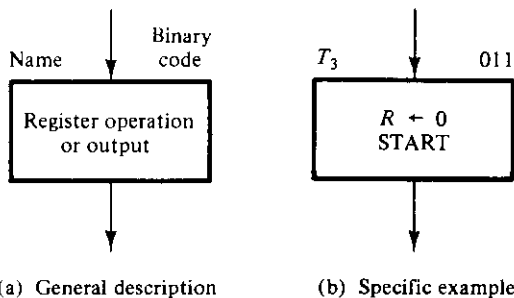 Name
Binary
code
Register operation
or output
T3
011
R ← 0
START
(a) General description
(b) Specific example